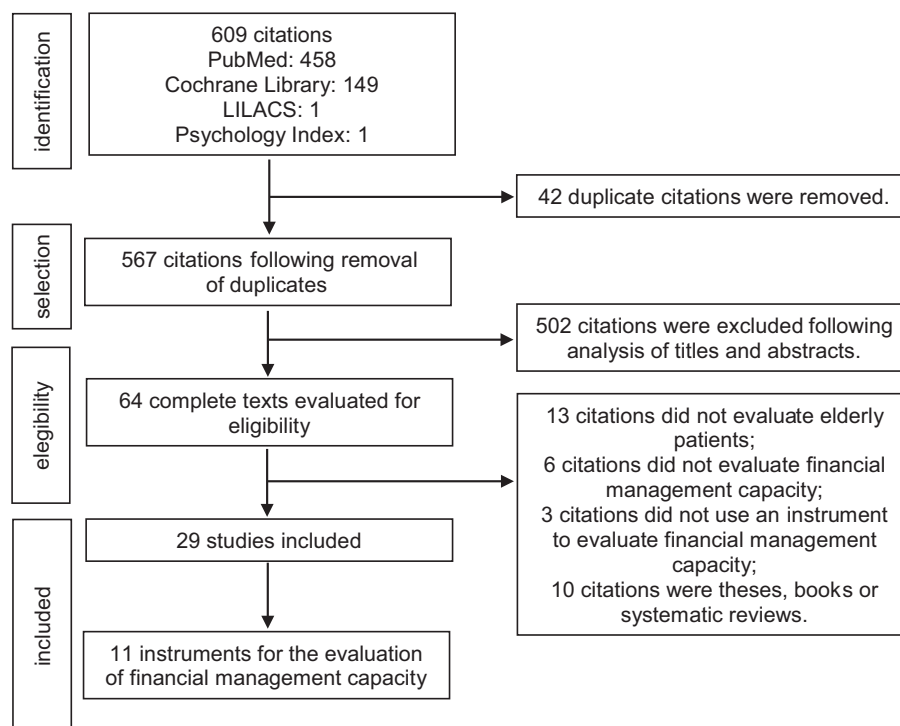 identification
609 citations
PubMed: 458
Cochrane Library: 149
LILACS: 1
Psychology Index: 1
42 duplicate citations were removed.
selection
567 citations following removal
of duplicates
502 citations were excluded following
analysis of titles and abstracts.
elegibility
64 complete texts evaluated for
eligibility
13 citations did not evaluate elderly
patients;
6 citations did not evaluate financial
management capacity;
3 citations did not use an instrument
to evaluate financial management
capacity;
10 citations were theses, books or
systematic reviews.
included
29 studies included
11 instruments for the evaluation
of financial management capacity